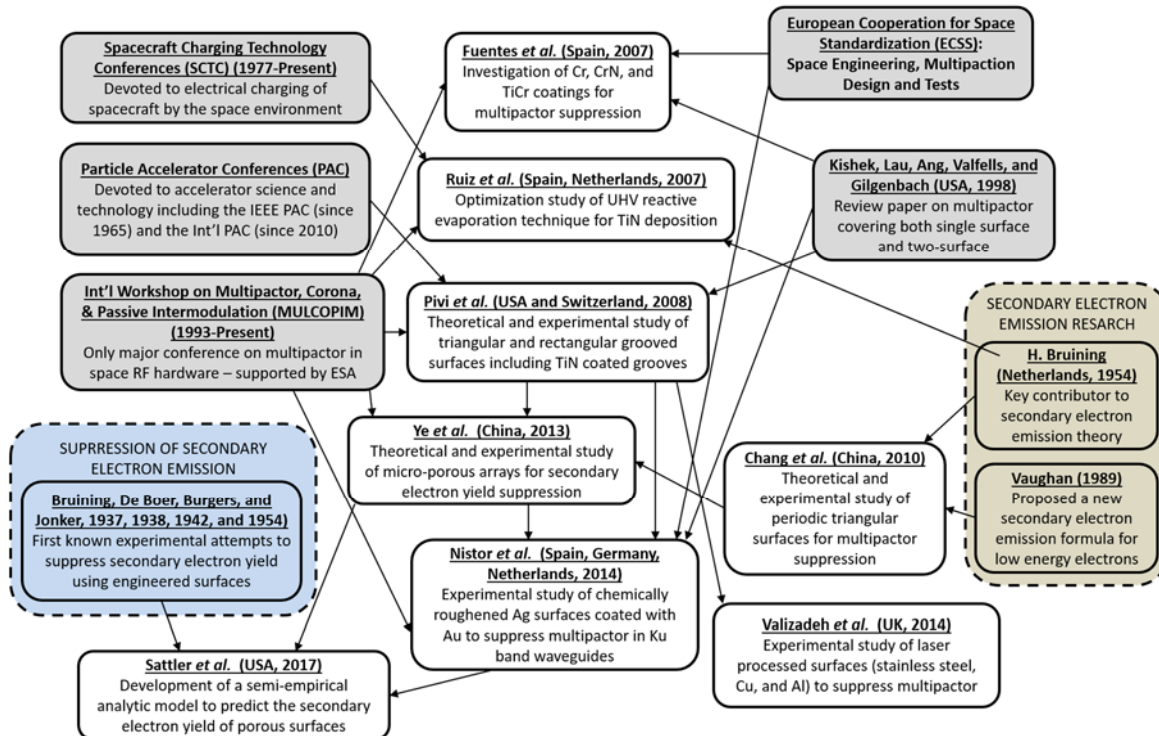 Spacecraft Charging Technology
Conferences (SCTC) (1977-Present)
Devoted to electrical charging of
spacecraft by the space environment
Fuentes et al. (Spain, 2007)
Investigation of Cr, CrN, and
TiCr coatings for
multipactor suppression
European Cooperation for Space
Standardization (ECSS):
Space Engineering, Multipaction
Design and Tests
Particle Accelerator Conferences (PAC)
Devoted to accelerator science and
technology including the IEEE PAC (since
1965) and the Int'l PAC (since 2010)
Ruiz et al. (Spain, Netherlands, 2007)
Optimization study of UHV reactive
evaporation technique for TiN deposition
Kishek, Lau, Ang, Valfells, and
Gilgenbach (USA, 1998)
Review paper on multipactor
covering both single surface
and two-surface
Int'l Workshop on Multipactor, Corona,
& Passive Intermodulation (MULCOPIM)
(1993-Present)
Only major conference on multipactor in
space RF hardware – supported by ESA
Pivi et al. (USA and Switzerland, 2008)
Theoretical and experimental study of
triangular and rectangular grooved
surfaces including TiN coated grooves
SECONDARY ELECTRON
EMISSION RESARCH
H. Bruining
(Netherlands, 1954)
Key contributor to
secondary electron
emission theory
Vaughan (1989)
Proposed a new
secondary electron
emission formula for
low energy electrons
SUPRRESSION OF SECONDARY
ELECTRON EMISSION
Bruining, De Boer, Burgers, and
Jonker, 1937, 1938, 1942, and 1954)
First known experimental attempts to
suppress secondary electron yield
using engineered surfaces
Ye et al. (China, 2013)
Theoretical and experimental study
of micro-porous arrays for secondary
electron yield suppression
Chang et al. (China, 2010)
Theoretical and
experimental study of
periodic triangular
surfaces for multipactor
suppression
Nistor et al. (Spain, Germany,
Netherlands, 2014)
Experimental study of chemically
roughened Ag surfaces coated with
Au to suppress multipactor in Ku
band waveguides
Valizadeh et al. (UK, 2014)
Experimental study of laser
processed surfaces (stainless steel,
Cu, and Al) to suppress multipactor
Sattler et al. (USA, 2017)
Development of a semi-empirical
analytic model to predict the secondary
electron yield of porous surfaces